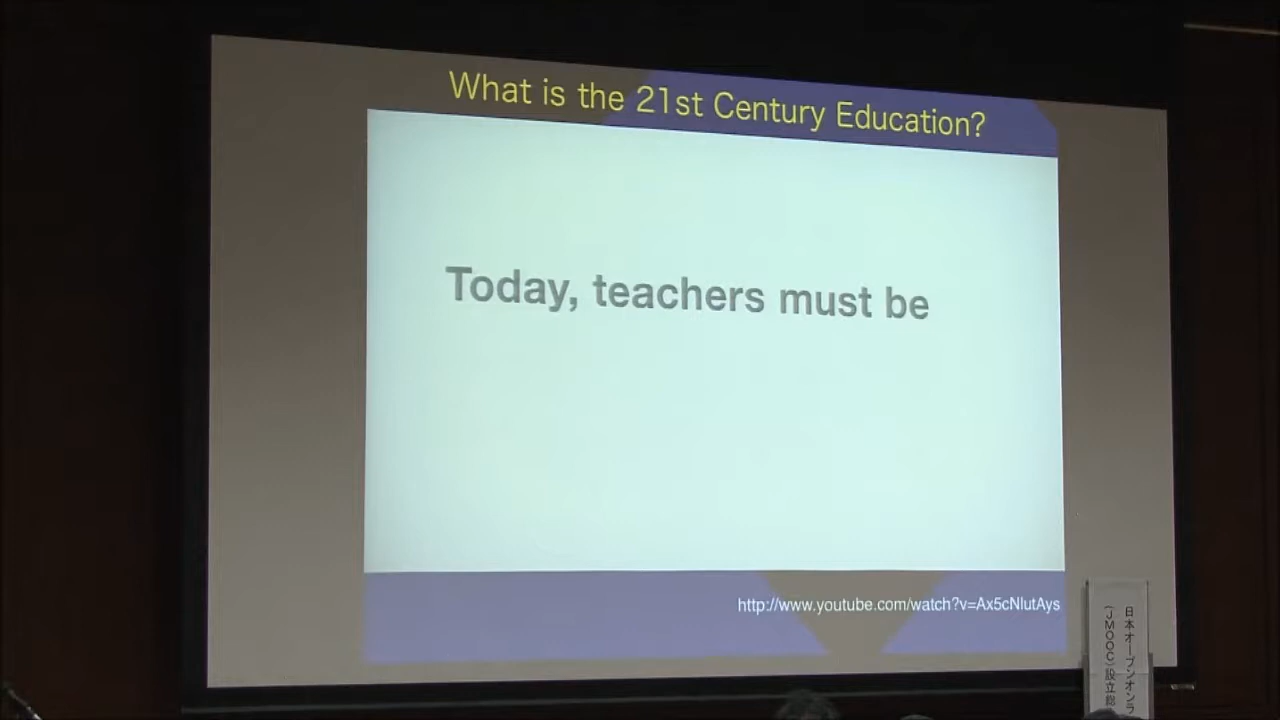 What is the 21st Century Education?
Today, teachers must be
http://www.youtube.com/watch?v=Ax5cNlutAys
日本オープンオンラ
(JMOOC)設立総